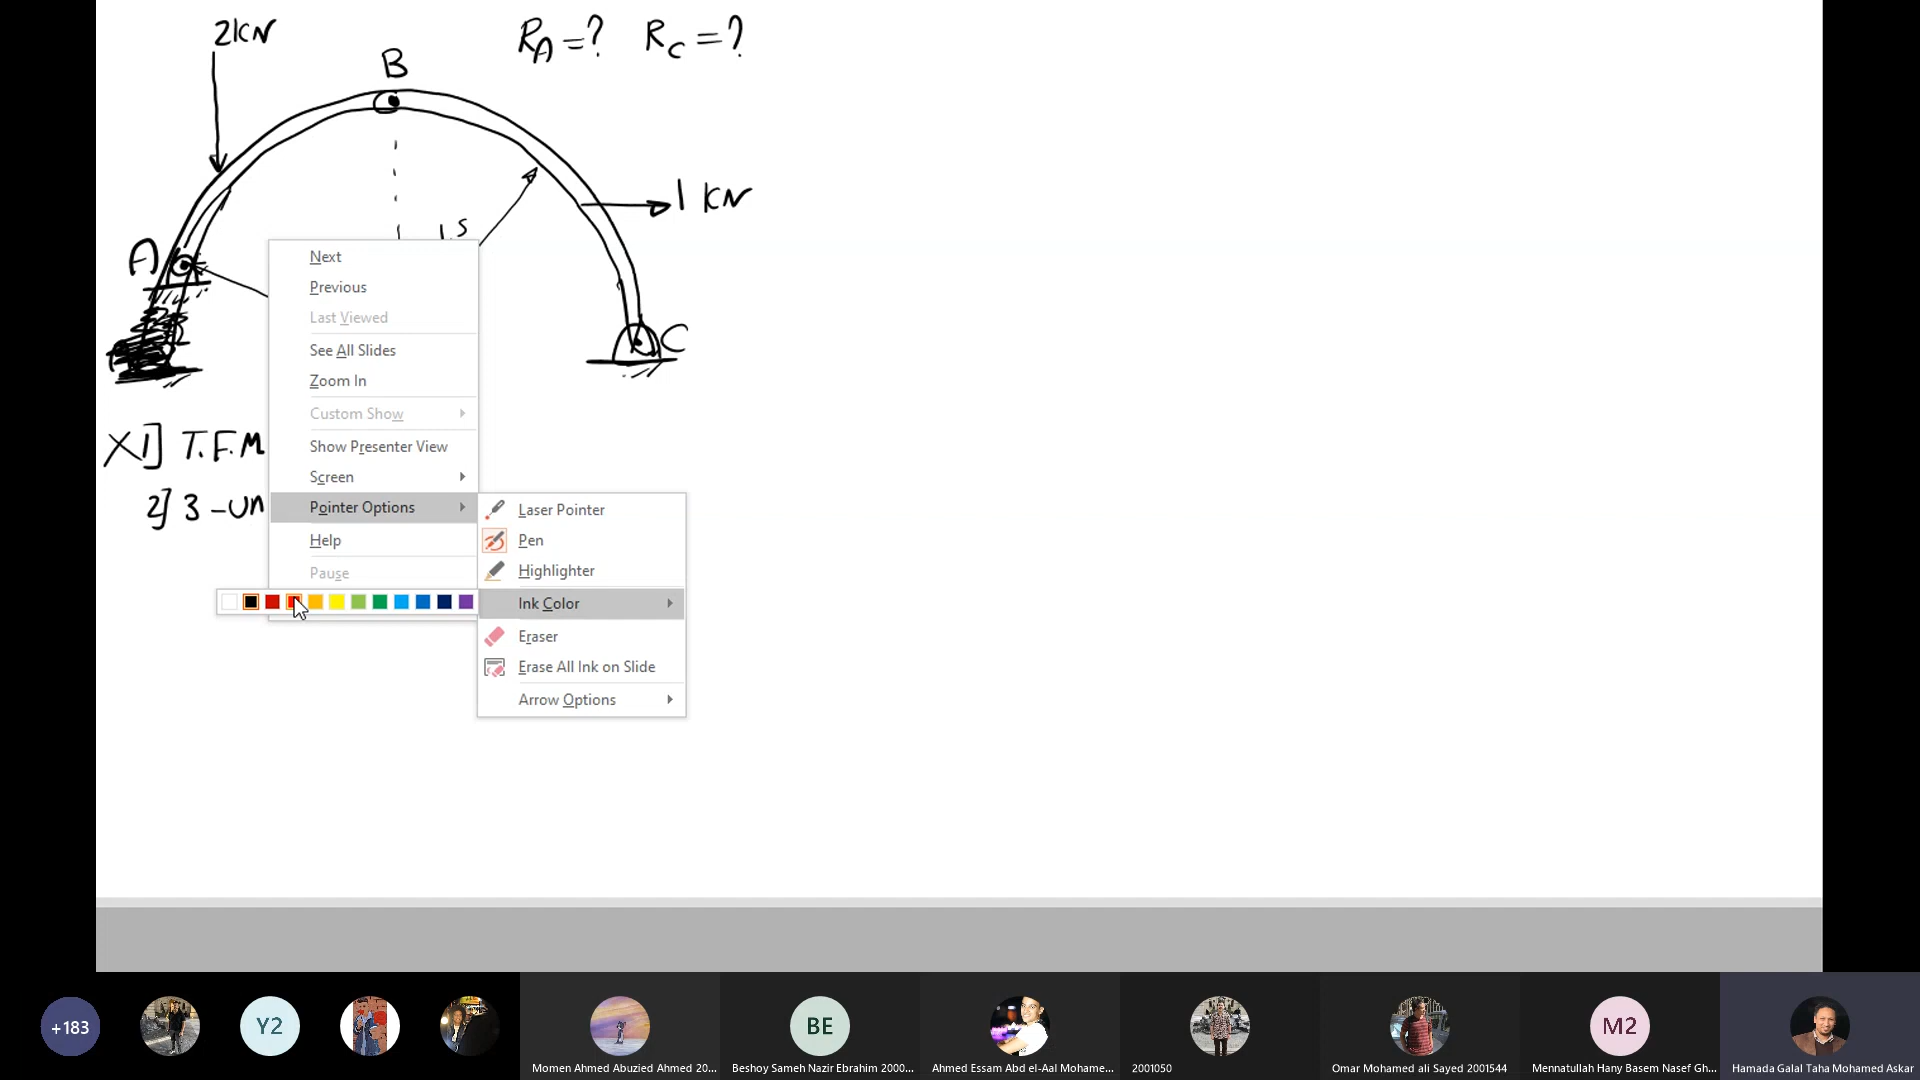 2KN
R_A = ? R_C = ?
B
1 KN
1.5
A
C
X1] T.F.M
2] 3 - un
Next
Previous
Last Viewed
See All Slides
Zoom In
Custom Show
Show Presenter View
Screen
Pointer Options
Help
Pause
Laser Pointer
Pen
Highlighter
Ink Color
Eraser
Erase All Ink on Slide
Arrow Options
+183
Y2
BE
M2
Momen Ahmed Abuzied Ahmed 20...
Beshoy Sameh Nazir Ebrahim 2000...
Ahmed Essam Abd el-Aal Mohame...
2001050
Omar Mohamed ali Sayed 2001544
Mennatullah Hany Basem Nasef Gh...
Hamada Galal Taha Mohamed Askar